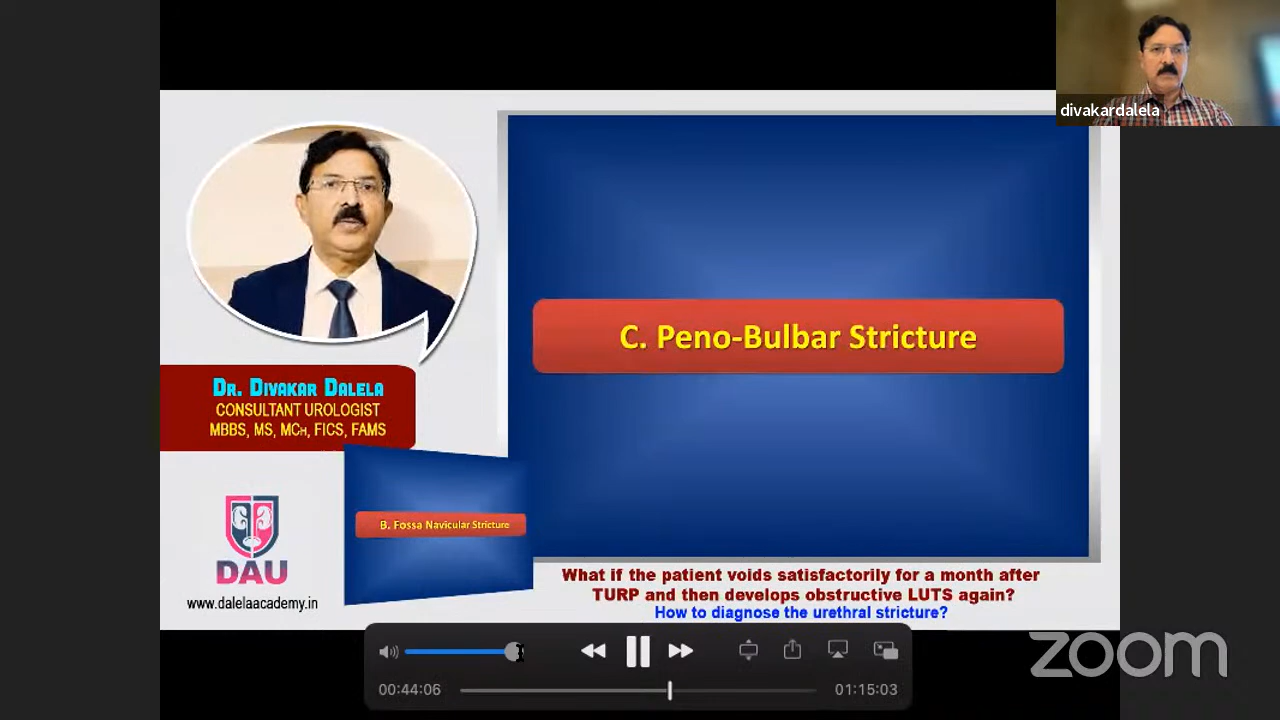 divakardalela
C. Peno-Bulbar Stricture
DR. DIVAKAR DALELA
CONSULTANT UROLOGIST
MBBS, MS, MCH, FICS, FAMS
B. Fossa Navicular Stricture
DAU
www.dalelaacademy.in
What if the patient voids satisfactorily for a month after
TURP and then develops obstructive LUTS again?
How to diagnose the urethral stricture?
zoom
00:44:06
01:15:03